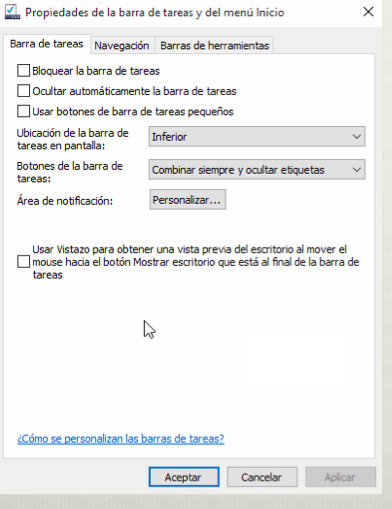 Propiedades de la barra de tareas y del menú Inicio
Barra de tareas Navegación Barras de herramientas
Bloquear la barra de tareas
Ocultar automáticamente la barra de tareas
Usar botones de barra de tareas pequeños
Ubicación de la barra de
tareas en pantalla:
Inferior
Botones de la barra de
tareas:
Combinar siempre y ocultar etiquetas
Área de notificación:
Personalizar...
Usar Vistazo para obtener una vista previa del escritorio al mover el
mouse hacia el botón Mostrar escritorio que está al final de la barra de
tareas
¿Cómo se personalizan las barras de tareas?
Aceptar Cancelar Aplicar